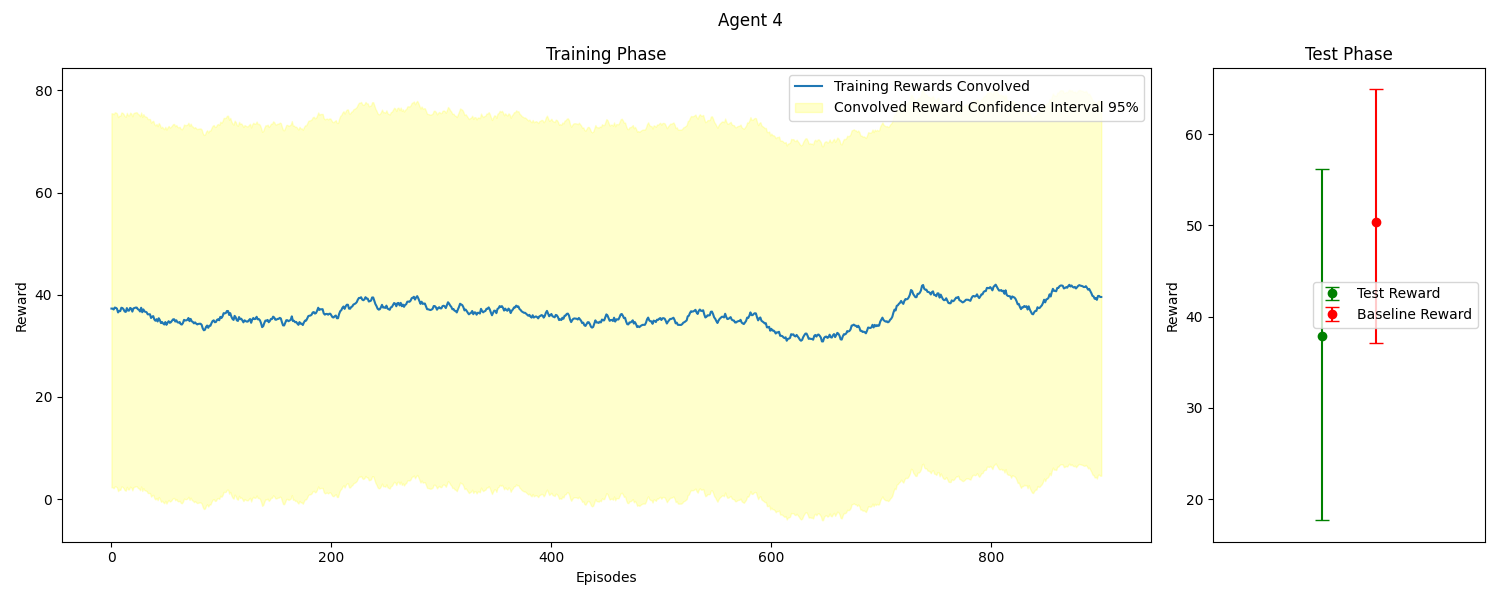 Agent 4
Training Phase
Training Rewards Convolved
Convolved Reward Confidence Interval 95%
Reward
80
60
40
20
0
0 200 400 600 800
Episodes
Test Phase
Reward
60
50
40
30
20
Test Reward
Baseline Reward